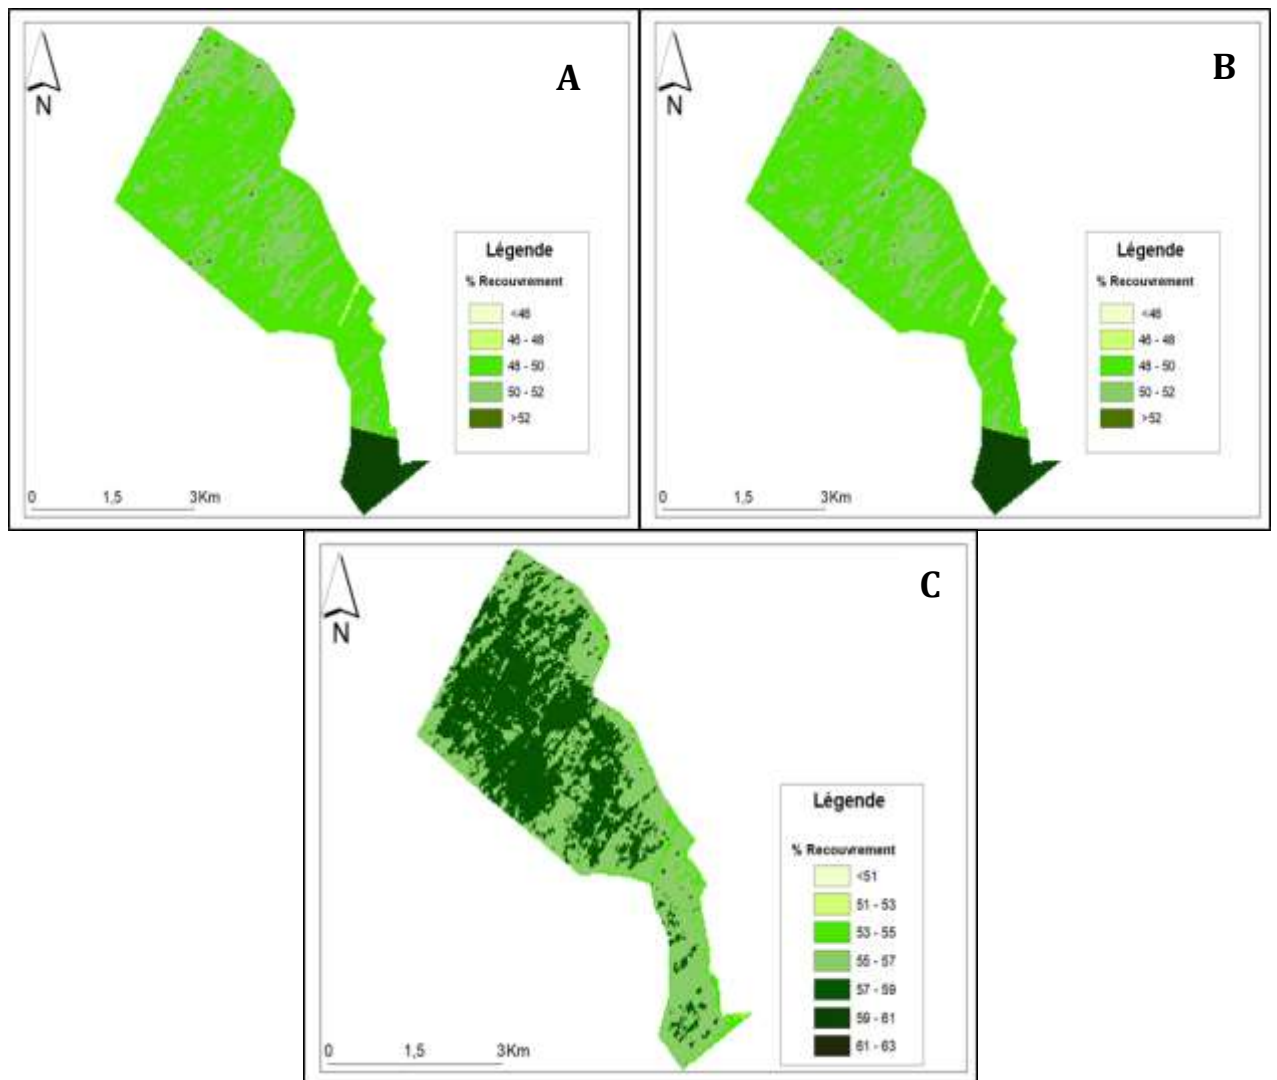 A
N
Légende
% Recouvrement
<46
46 - 48
48 - 50
50 - 52
>52
0 1,5 3Km
B
N
Légende
% Recouvrement
<46
46 - 48
48 - 50
50 - 52
>52
0 1,5 3Km
C
N
Légende
% Recouvrement
<51
51 - 53
53 - 55
55 - 57
57 - 59
59 - 61
61 - 63
0 1,5 3Km